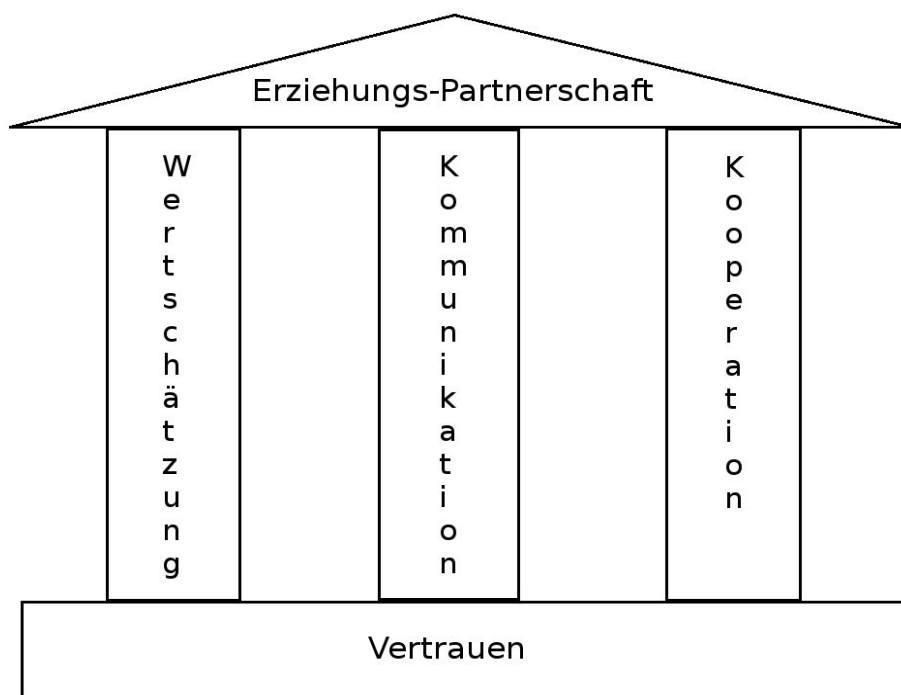 Erziehungs-Partnerschaft
Wertschätzung
Kommunikation
Kooperation
Vertrauen